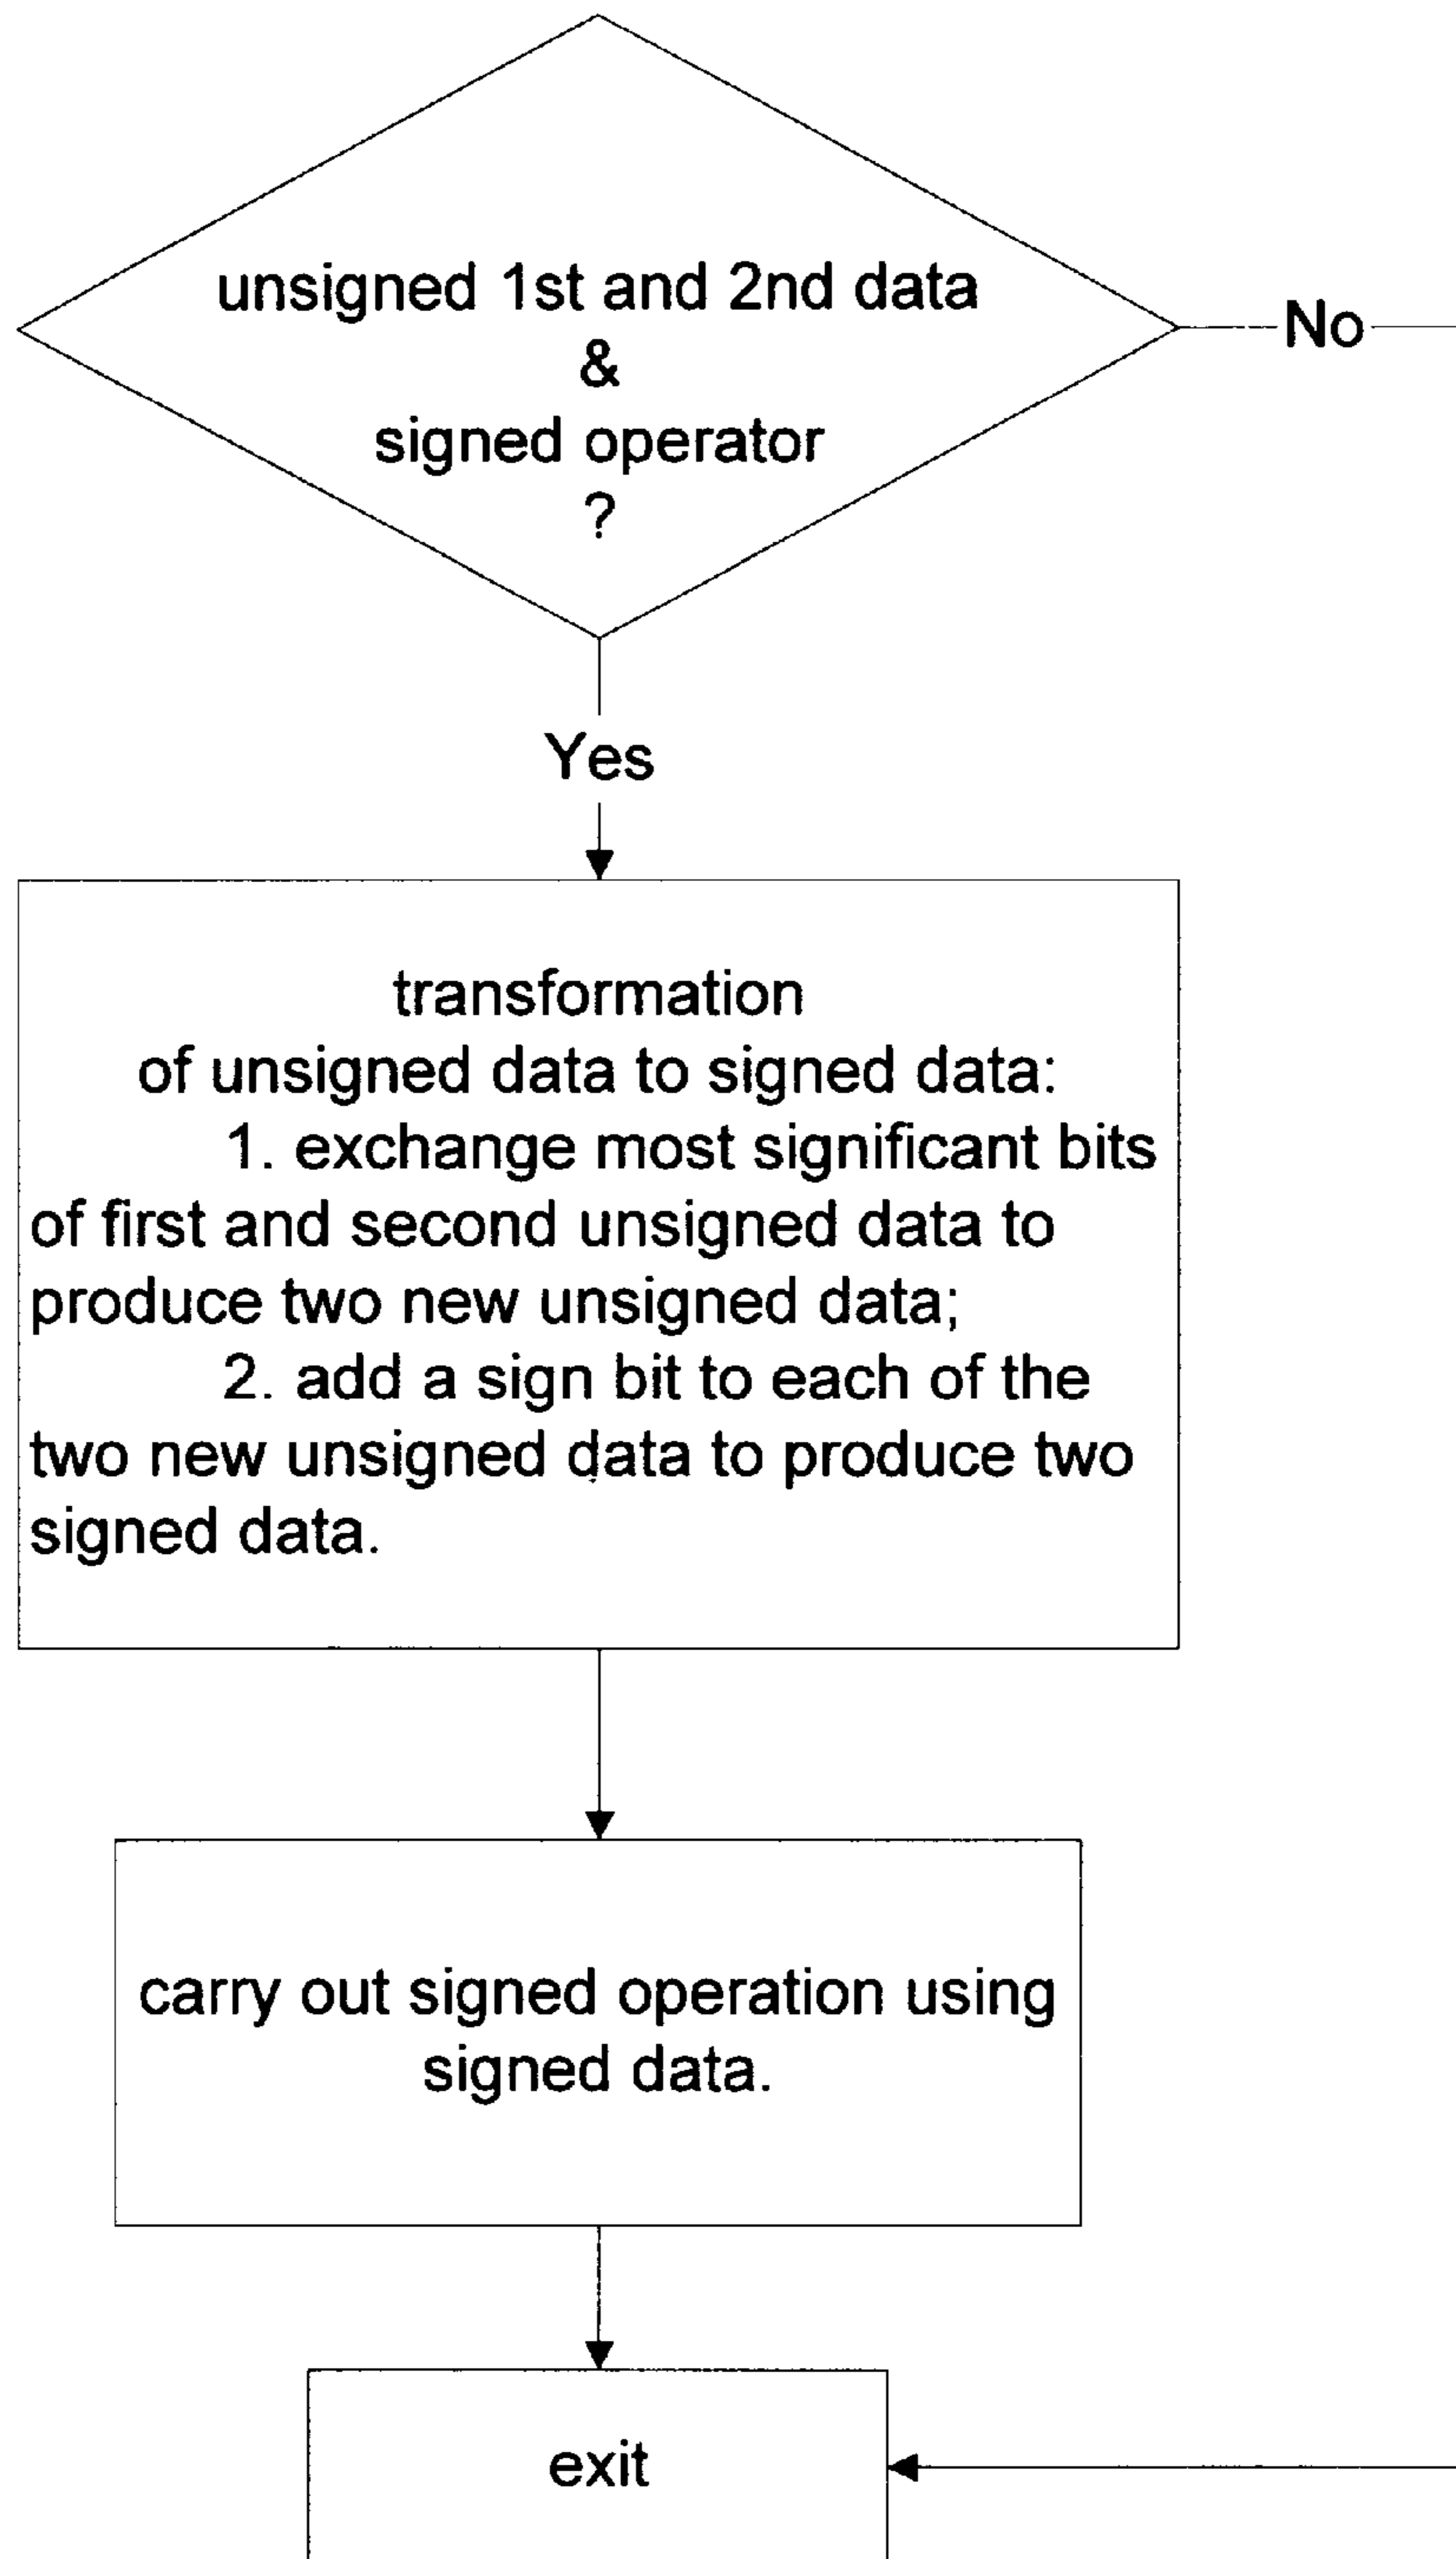 unsigned 1st and 2nd data
&
signed operator
?
No
Yes
transformation
of unsigned data to signed data:
1. exchange most significant bits
of first and second unsigned data to
produce two new unsigned data;
2. add a sign bit to each of the
two new unsigned data to produce two
signed data.
carry out signed operation using
signed data.
exit